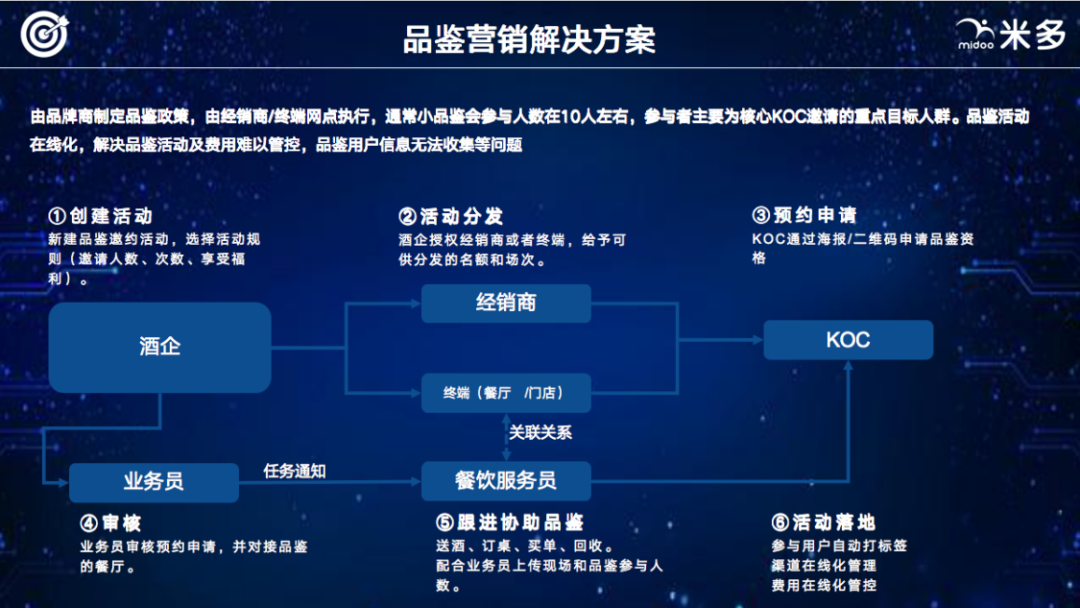 品鉴营销解决方案
midoo 米多
由品牌商制定品鉴政策，由经销商/终端网点执行，通常小品鉴会参与人数在10人左右，参与者主要为核心KOC邀请的重点目标人群。品鉴活动
在线化，解决品鉴活动及费用难以管控，品鉴用户信息无法收集等问题
①创建活动
新建品鉴邀约活动，选择活动规
则（邀请人数、次数、享受福
利）。
②活动分发
酒企授权经销商或者终端，给予可
供分发的名额和场次。
③预约申请
KOC通过海报/二维码申请品鉴资
格
酒企
经销商
KOC
终端（餐厅 /门店）
关联关系
业务员
任务通知
餐饮服务员
④审核
业务员审核预约申请，并对接品鉴
的餐厅。
⑤跟进协助品鉴
送酒、订桌、买单、回收。
配合业务员上传现场和品鉴参与人
数。
⑥活动落地
参与用户自动打标签
渠道在线化管理
费用在线化管控